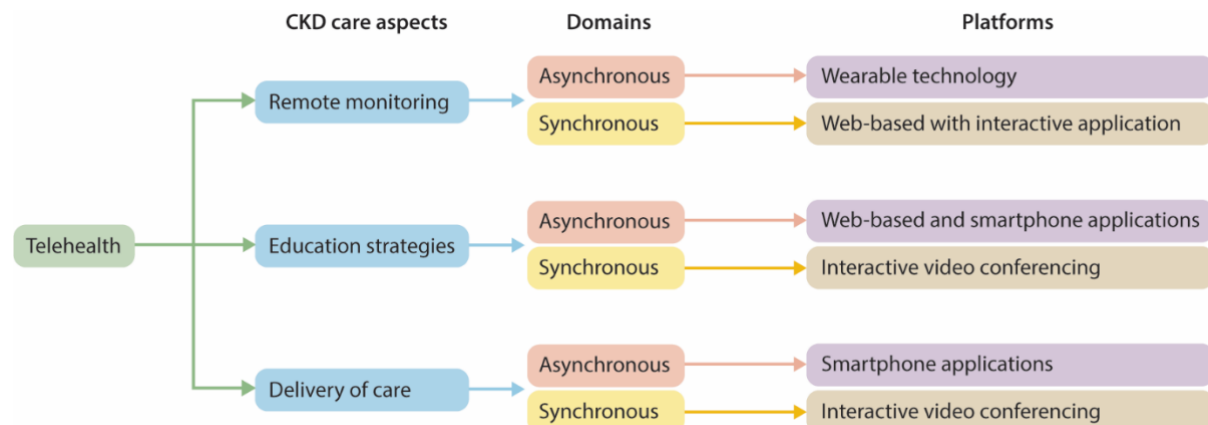 CKD care aspects
Domains
Platforms
Telehealth
Remote monitoring
Asynchronous
Wearable technology
Synchronous
Web-based with interactive application
Education strategies
Asynchronous
Web-based and smartphone applications
Synchronous
Interactive video conferencing
Delivery of care
Asynchronous
Smartphone applications
Synchronous
Interactive video conferencing